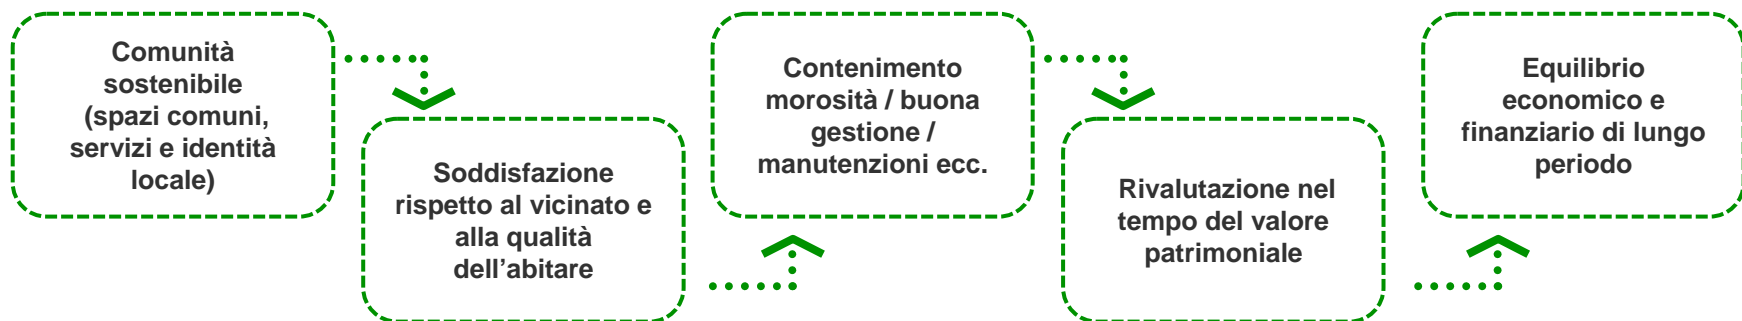 Comunità
sostenibile
(spazi comuni,
servizi e identità
locale)
Soddisfazione
rispetto al vicinato e
alla qualità
dell’abitare
Contenimento
morosità / buona
gestione /
manutenzioni ecc.
Rivalutazione nel
tempo del valore
patrimoniale
Equilibrio
economico e
finanziario di lungo
periodo